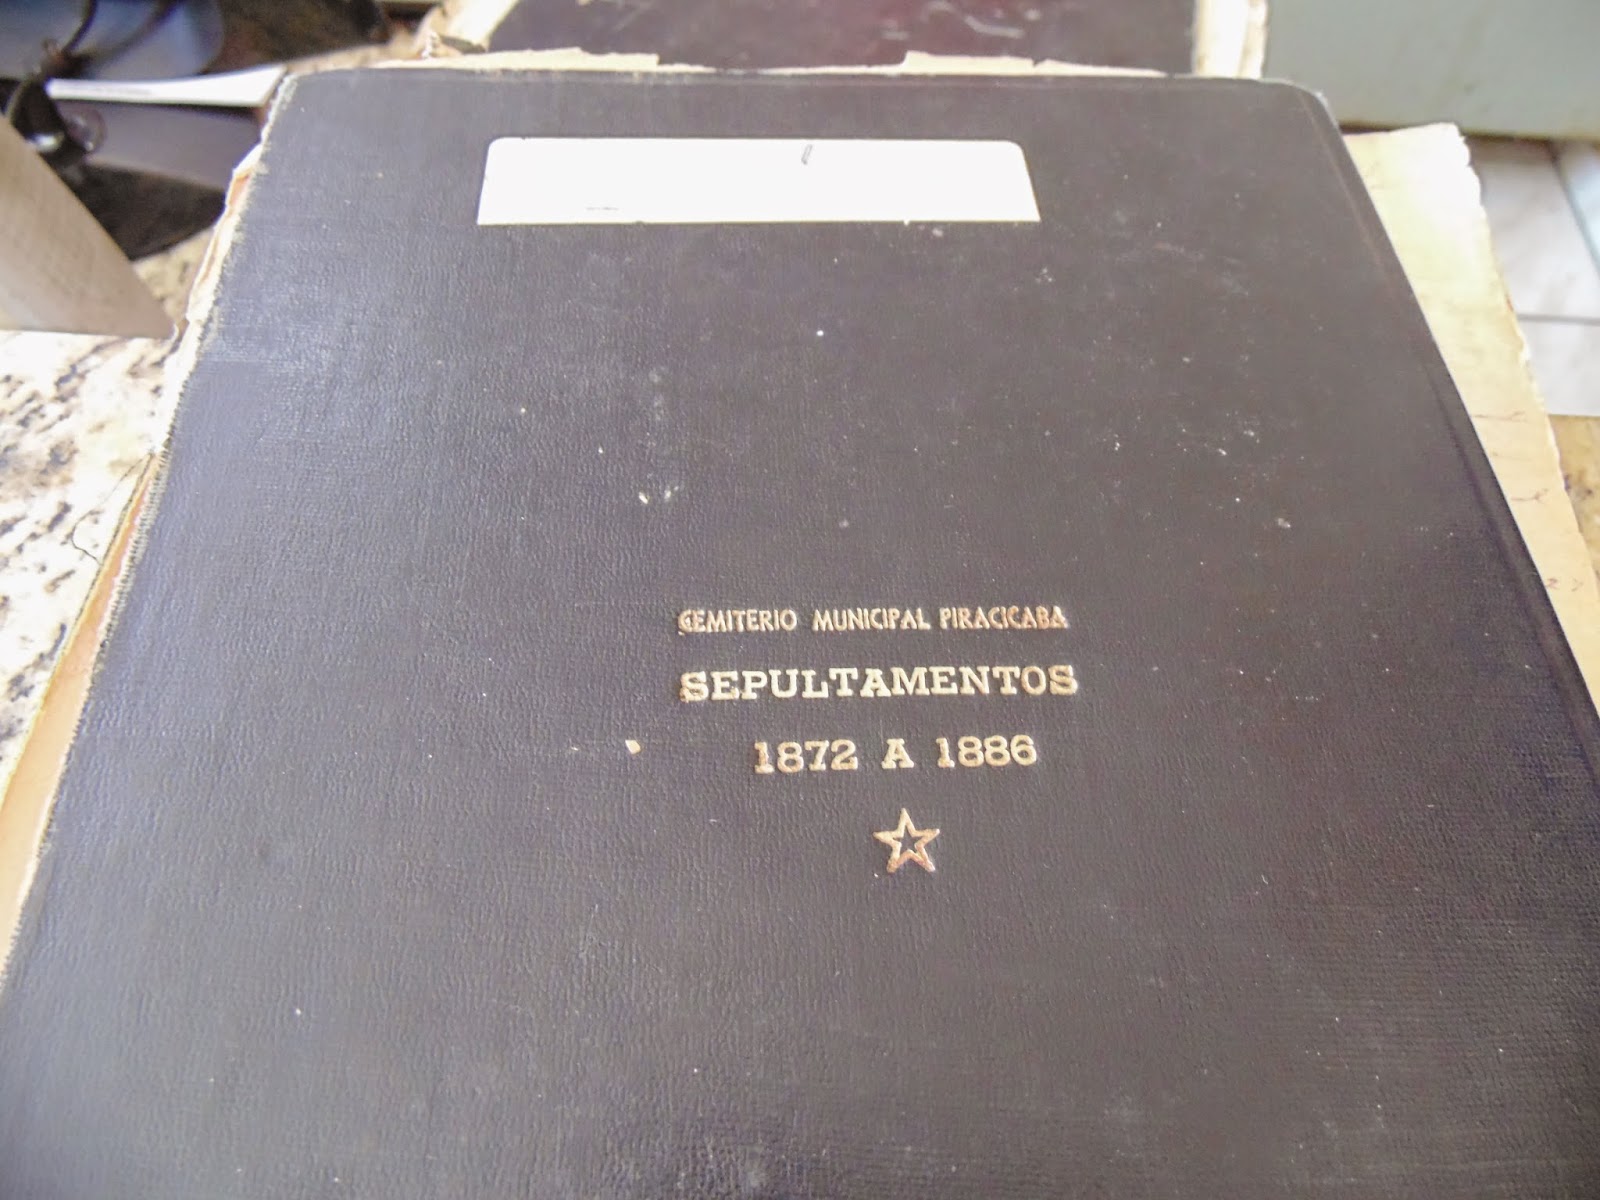 CEMITERIO MUNICIPAL PIRACICABA
SEPULTAMENTOS
1872 A 1886